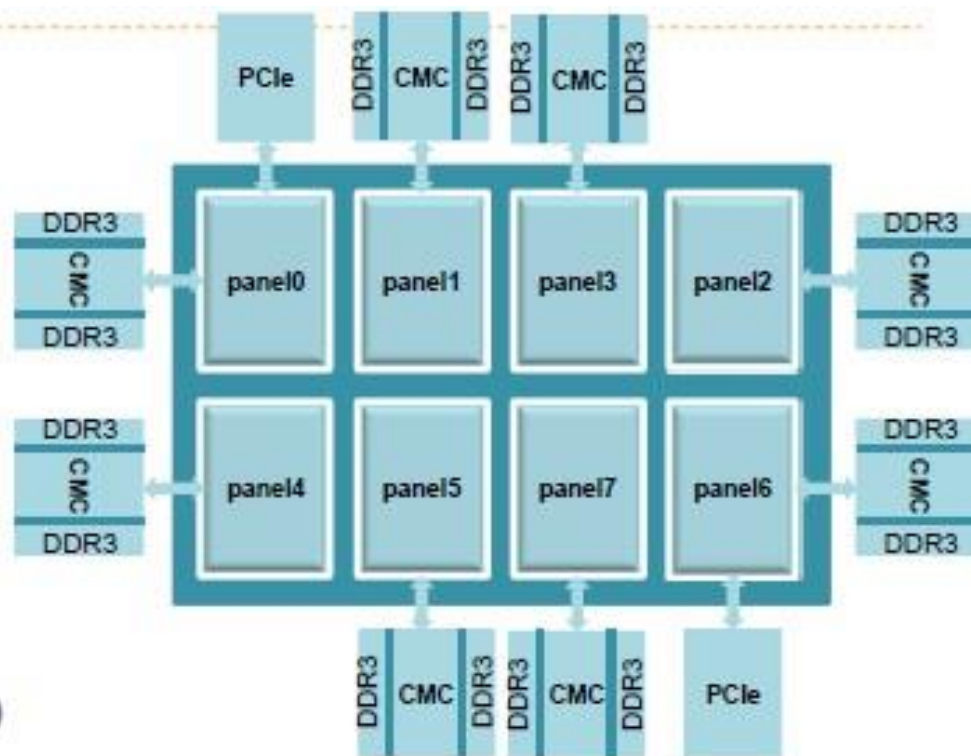 PCIe
DDR3 CMC DDR3
DDR3 CMC DDR3
DDR3
CMC
DDR3
panel0
panel1
panel3
panel2
DDR3
CMC
DDR3
DDR3
CMC
DDR3
panel4
panel5
panel7
panel6
DDR3
CMC
DDR3
DDR3 CMC DDR3
DDR3 CMC DDR3
PCIe